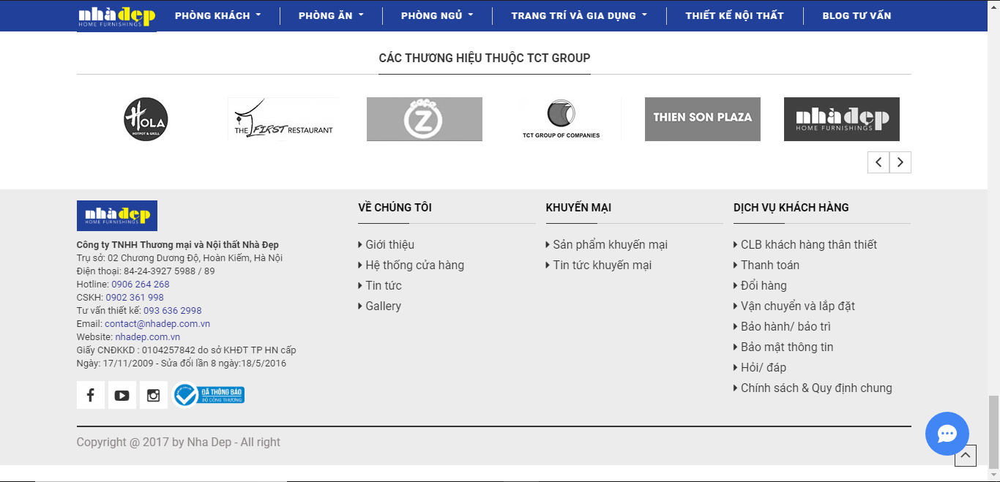 nhàdẹp
HOME FURNISHINGS
PHÒNG KHÁCH
PHÒNG ĂN
PHÒNG NGỦ
TRANG TRÍ VÀ GIA DỤNG
THIẾT KẾ NỘI THẤT
BLOG TƯ VẤN
CÁC THƯƠNG HIỆU THUỘC TCT GROUP
HOLA
HOTPOT & GRILL
THE FIRST RESTAURANT
COCO
Z
TCT GROUP OF COMPANIES
THIEN SON PLAZA
nhàdẹp
HOME FURNISHINGS
nhàdẹp
HOME FURNISHINGS
Công ty TNHH Thương mại và Nội thất Nhà Đẹp
Trụ sở: 02 Chương Dương Độ, Hoàn Kiếm, Hà Nội
Điện thoại: 84-24-3927 5988 / 89
Hotline: 0906 264 268
CSKH: 0902 361 998
Tư vấn thiết kế: 093 636 2998
Email: contact@nhadep.com.vn
Website: nhadep.com.vn
Giấy CNĐKKD : 0104257842 do sở KHĐT TP HN cấp
Ngày: 17/11/2009 - Sửa đổi lần 8 ngày:18/5/2016
ĐÃ THÔNG BÁO
BỘ CÔNG THƯƠNG
VỀ CHÚNG TÔI
Giới thiệu
Hệ thống cửa hàng
Tin tức
Gallery
KHUYẾN MẠI
Sản phẩm khuyến mại
Tin tức khuyến mại
DỊCH VỤ KHÁCH HÀNG
CLB khách hàng thân thiết
Thanh toán
Đổi hàng
Vận chuyển và lắp đặt
Bảo hành/ bảo trì
Bảo mật thông tin
Hỏi/ đáp
Chính sách & Quy định chung
Copyright @ 2017 by Nha Dep - All right